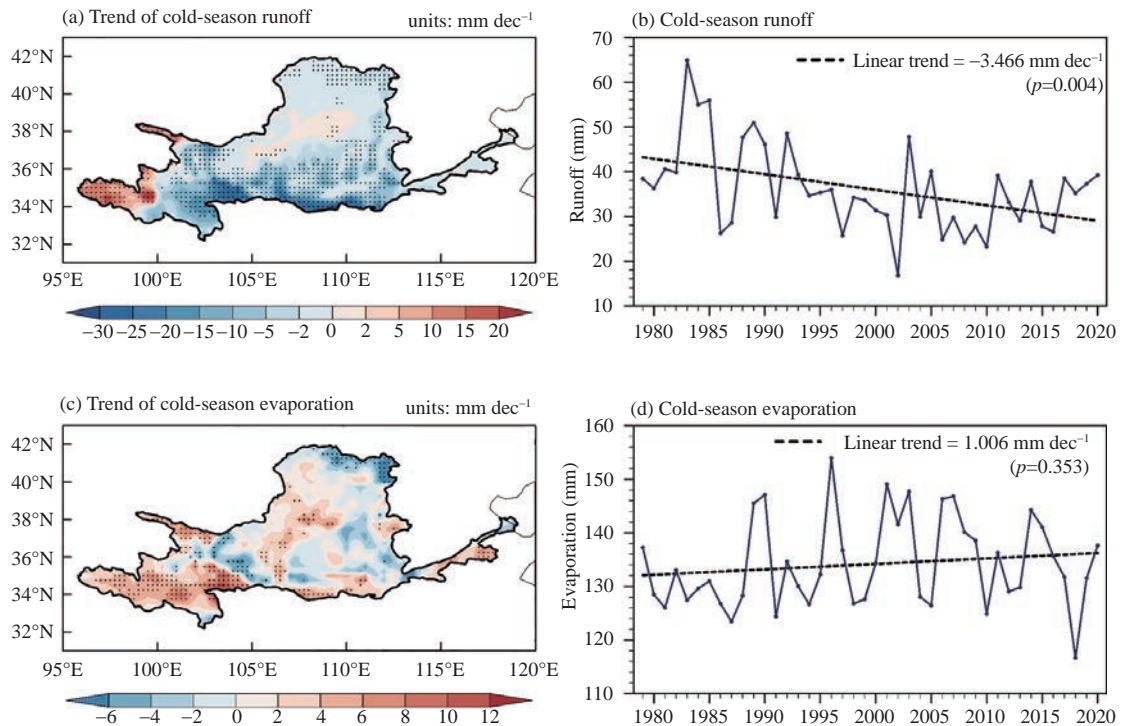 (a) Trend of cold-season runoff units: mm dec⁻¹
42°N
40°N
38°N
36°N
34°N
32°N
95°E 100°E 105°E 110°E 115°E 120°E
−30 −25 −20 −15 −10 −5 −2 0 2 5 10 15 20
(b) Cold-season runoff
Linear trend = −3.466 mm dec⁻¹
(p=0.004)
Runoff (mm)
70
60
50
40
30
20
10
1980 1985 1990 1995 2000 2005 2010 2015 2020
(c) Trend of cold-season evaporation units: mm dec⁻¹
42°N
40°N
38°N
36°N
34°N
32°N
95°E 100°E 105°E 110°E 115°E 120°E
−6 −4 −2 0 2 4 6 8 10 12
(d) Cold-season evaporation
Linear trend = 1.006 mm dec⁻¹
(p=0.353)
Evaporation (mm)
160
150
140
130
120
110
1980 1985 1990 1995 2000 2005 2010 2015 2020